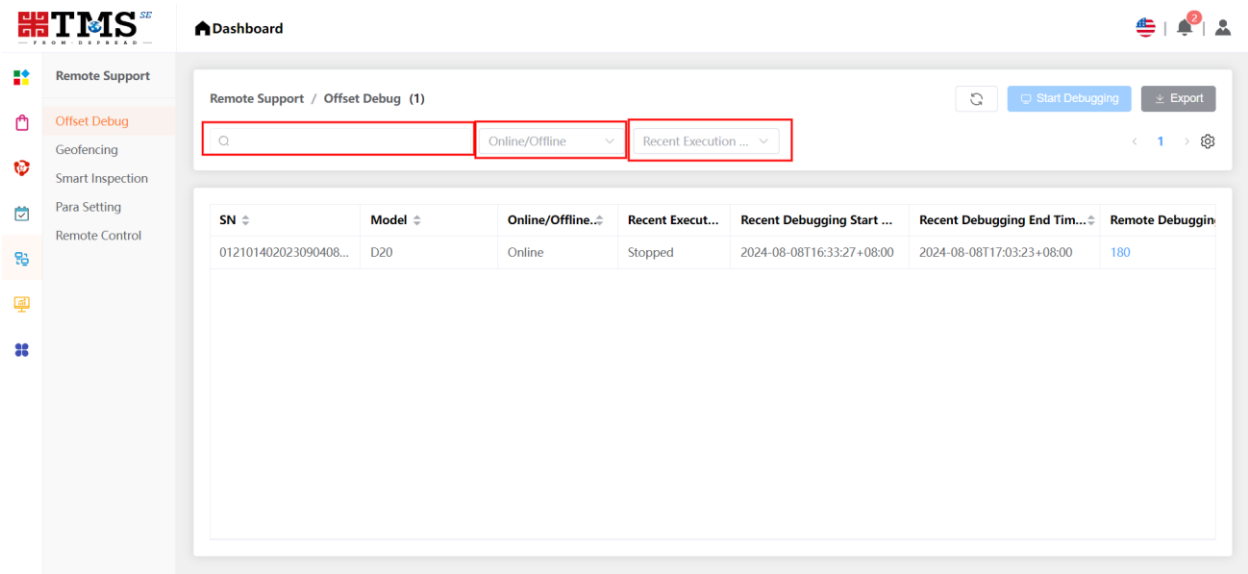 TMS SE
FROM · DSPREAD
Dashboard
2
Remote Support
Offset Debug
Geofencing
Smart Inspection
Para Setting
Remote Control
Remote Support / Offset Debug (1)
Start Debugging
Export
Online/Offline
Recent Execution ...
1
SN Model Online/Offline... Recent Execut... Recent Debugging Start ... Recent Debugging End Tim... Remote Debugging
012101402023090408... D20 Online Stopped 2024-08-08T16:33:27+08:00 2024-08-08T17:03:23+08:00 180